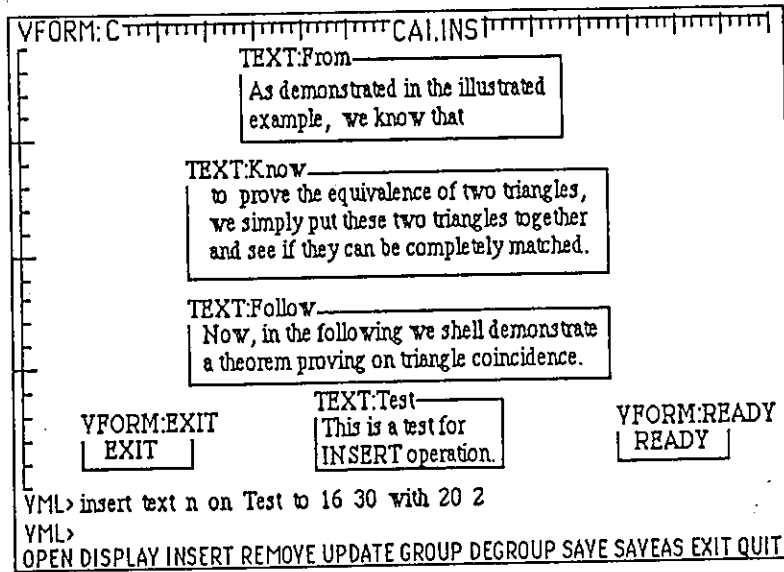 VFORM: C CAI.INS
TEXT:From
As demonstrated in the illustrated
example, we know that
TEXT:Know
to prove the equivalence of two triangles,
we simply put these two triangles together
and see if they can be completely matched.
TEXT:Follow
Now, in the following we shell demonstrate
a theorem proving on triangle coincidence.
TEXT:Test
This is a test for
INSERT operation.
VFORM:EXIT
EXIT
VFORM:READY
READY
VML> insert text n on Test to 16 30 with 20 2
VML>
OPEN DISPLAY INSERT REMOVE UPDATE GROUP DEGROUP SAVE SAVEAS EXIT QUIT